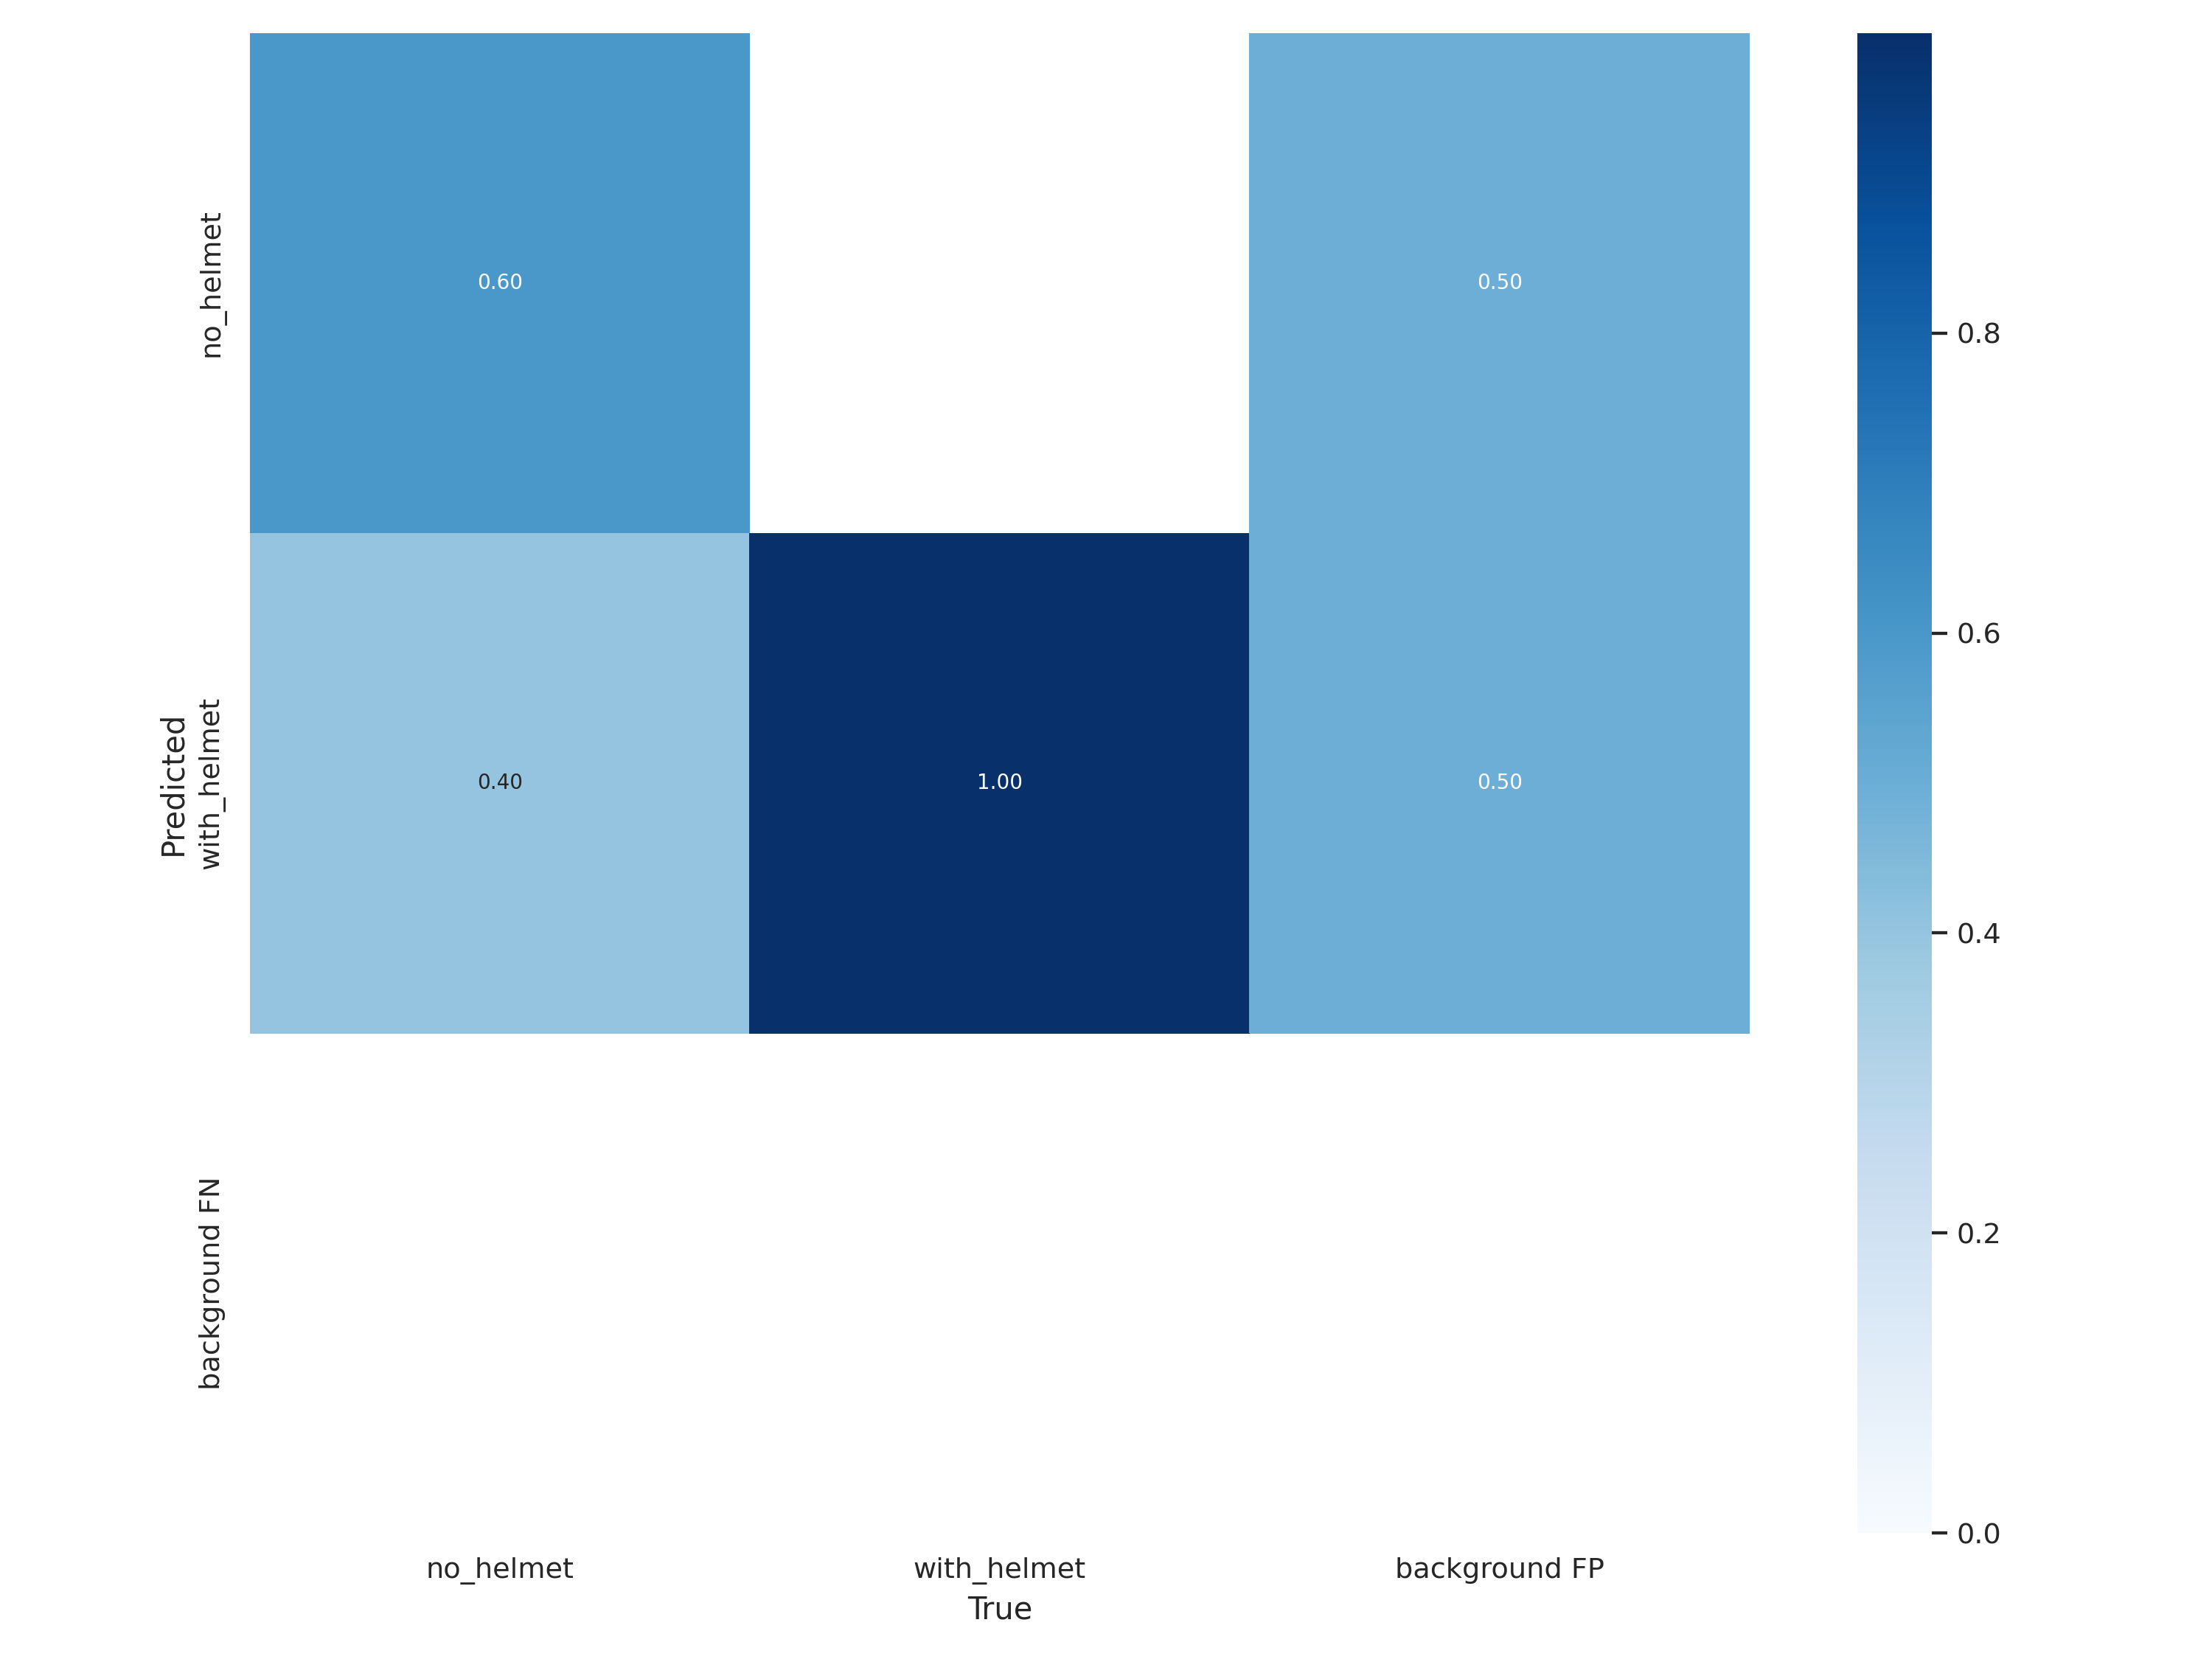 no_helmet
0.60
0.50
Predicted
with_helmet
0.40
1.00
0.50
background FN
no_helmet
with_helmet
background FP
True
0.8
0.6
0.4
0.2
0.0